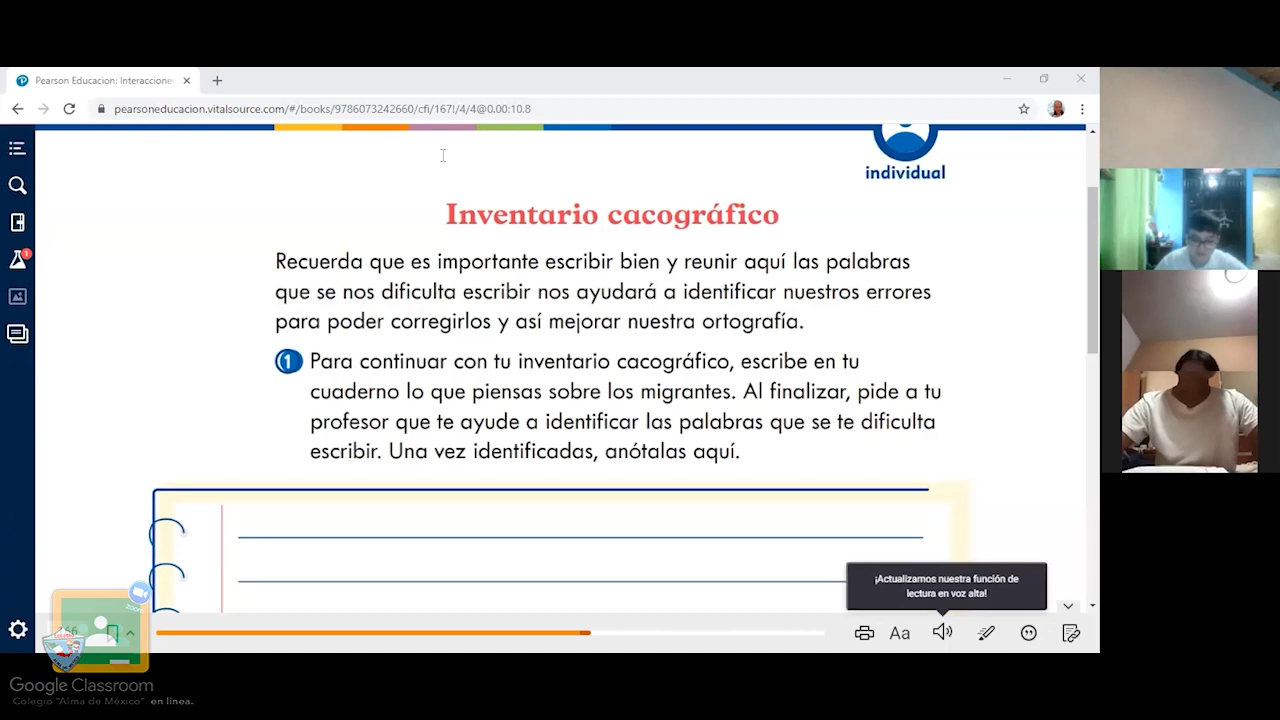 Pearson Educacion: Interacciones
pearsoneducacion.vitalsource.com/#/books/9786073242660/cfi/167!/4/4@0.00:10.8
individual
Inventario cacográfico
Recuerda que es importante escribir bien y reunir aquí las palabras
que se nos dificulta escribir nos ayudará a identificar nuestros errores
para poder corregirlos y así mejorar nuestra ortografía.
1 Para continuar con tu inventario cacográfico, escribe en tu
cuaderno lo que piensas sobre los migrantes. Al finalizar, pide a tu
profesor que te ayude a identificar las palabras que se te dificulta
escribir. Una vez identificadas, anótalas aquí.
¡Actualizamos nuestra función de
lectura en voz alta!
zoom
Aa
Google Classroom
Colegio "Alma de México" en línea.